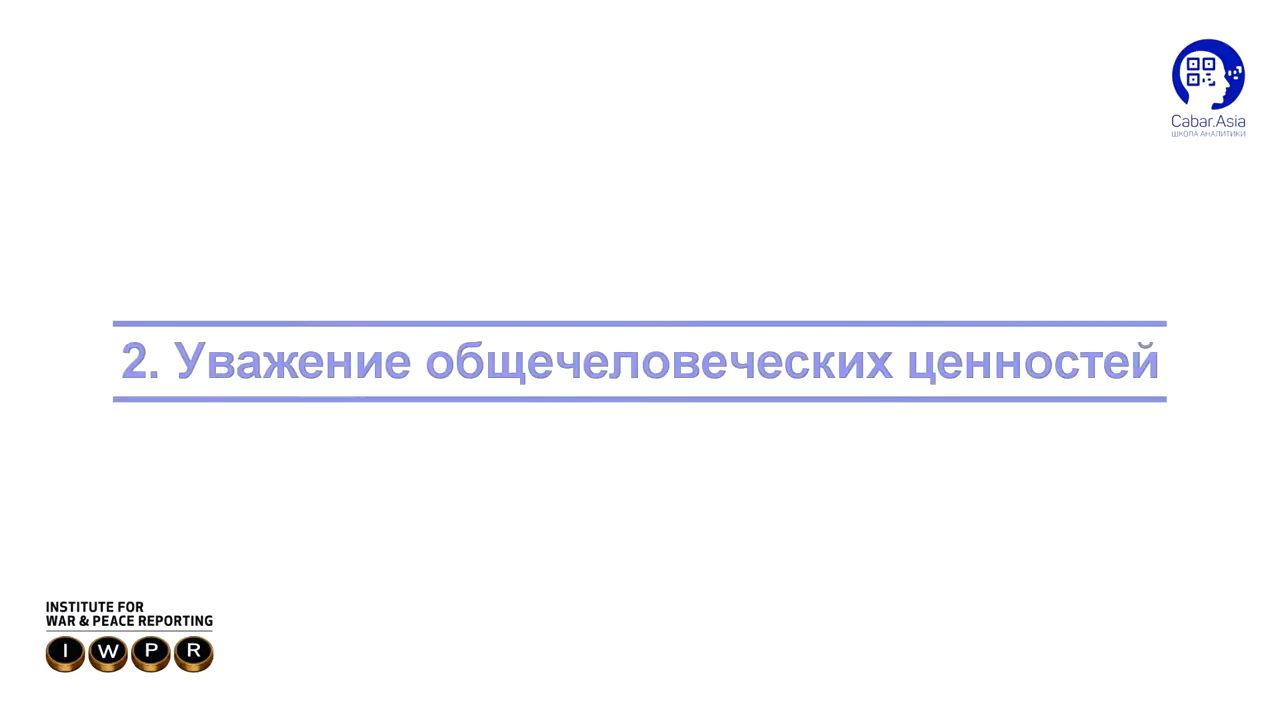 Cabar.Asia
ШКОЛА АНАЛИТИКИ
2. Уважение общечеловеческих ценностей
INSTITUTE FOR
WAR & PEACE REPORTING
I W P R